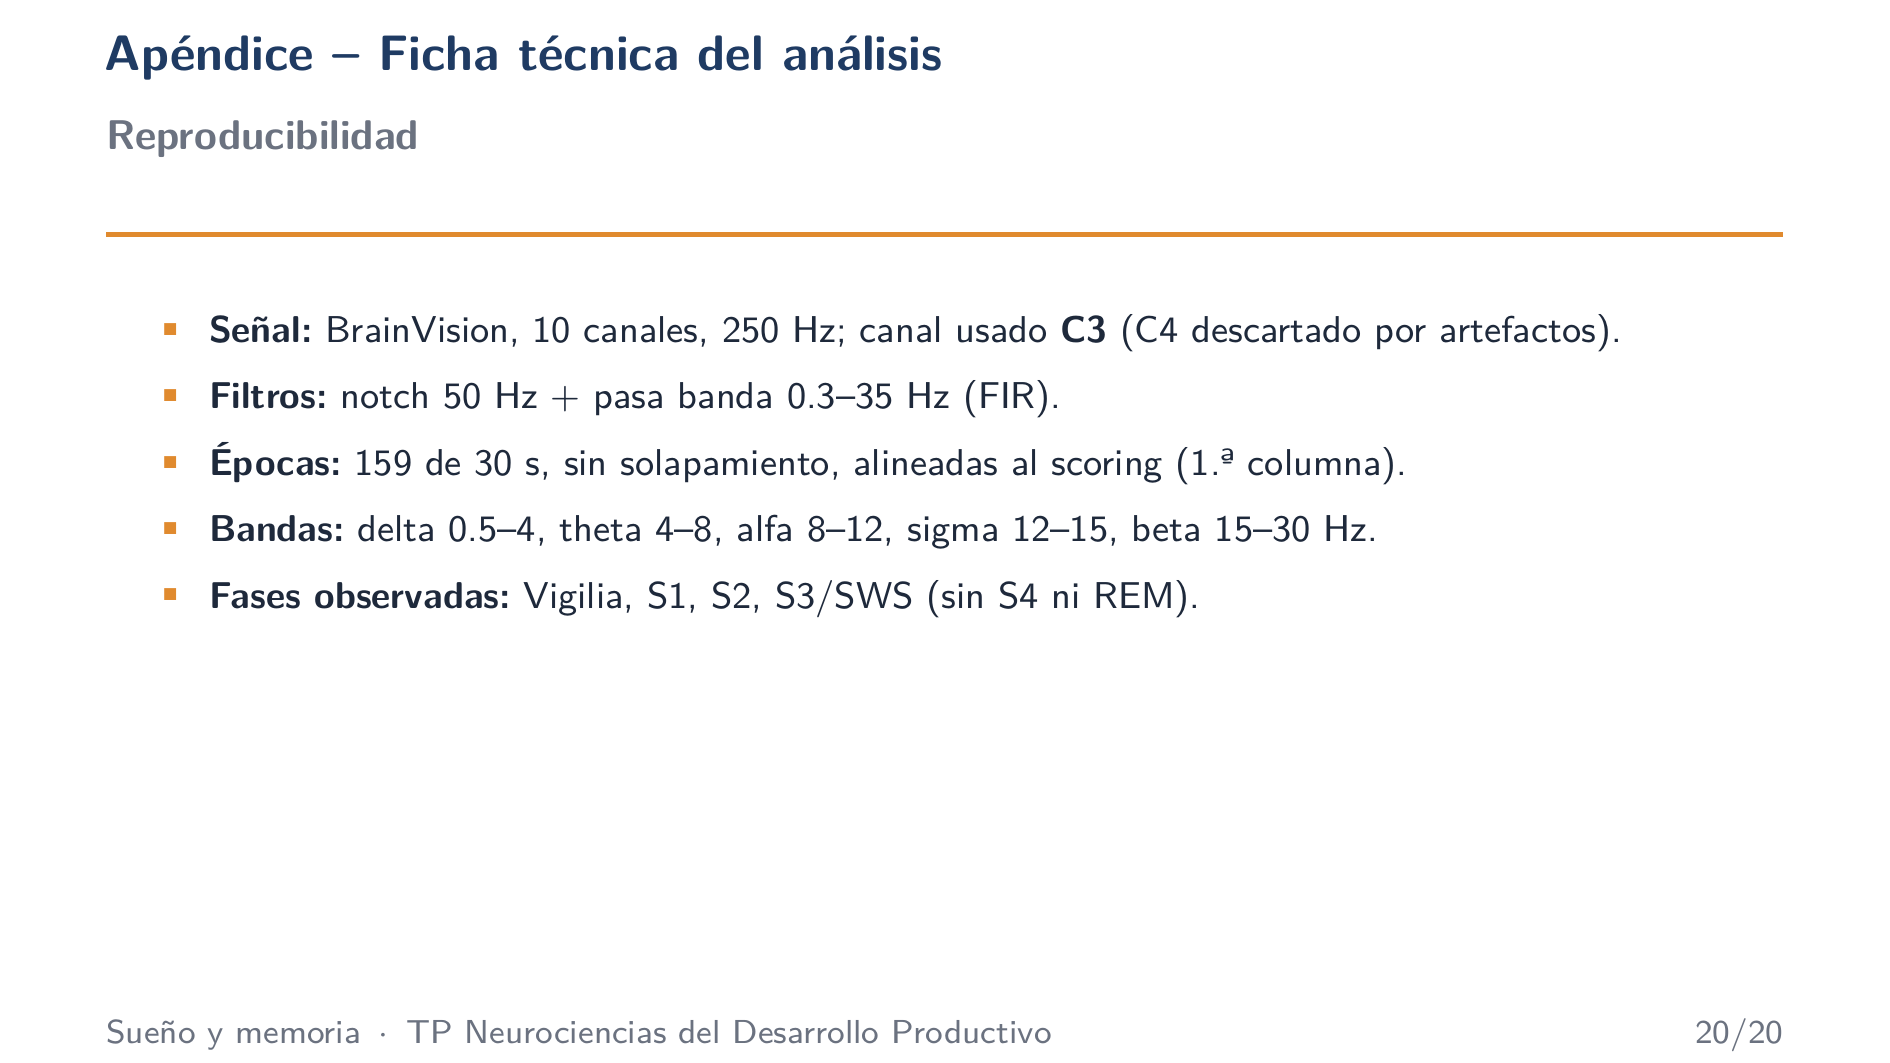 Apéndice – Ficha técnica del análisis
Reproducibilidad
Señal: BrainVision, 10 canales, 250 Hz; canal usado C3 (C4 descartado por artefactos).
Filtros: notch 50 Hz + pasa banda 0.3–35 Hz (FIR).
Épocas: 159 de 30 s, sin solapamiento, alineadas al scoring (1.ª columna).
Bandas: delta 0.5–4, theta 4–8, alfa 8–12, sigma 12–15, beta 15–30 Hz.
Fases observadas: Vigilia, S1, S2, S3/SWS (sin S4 ni REM).
Sueño y memoria · TP Neurociencias del Desarrollo Productivo
20/20